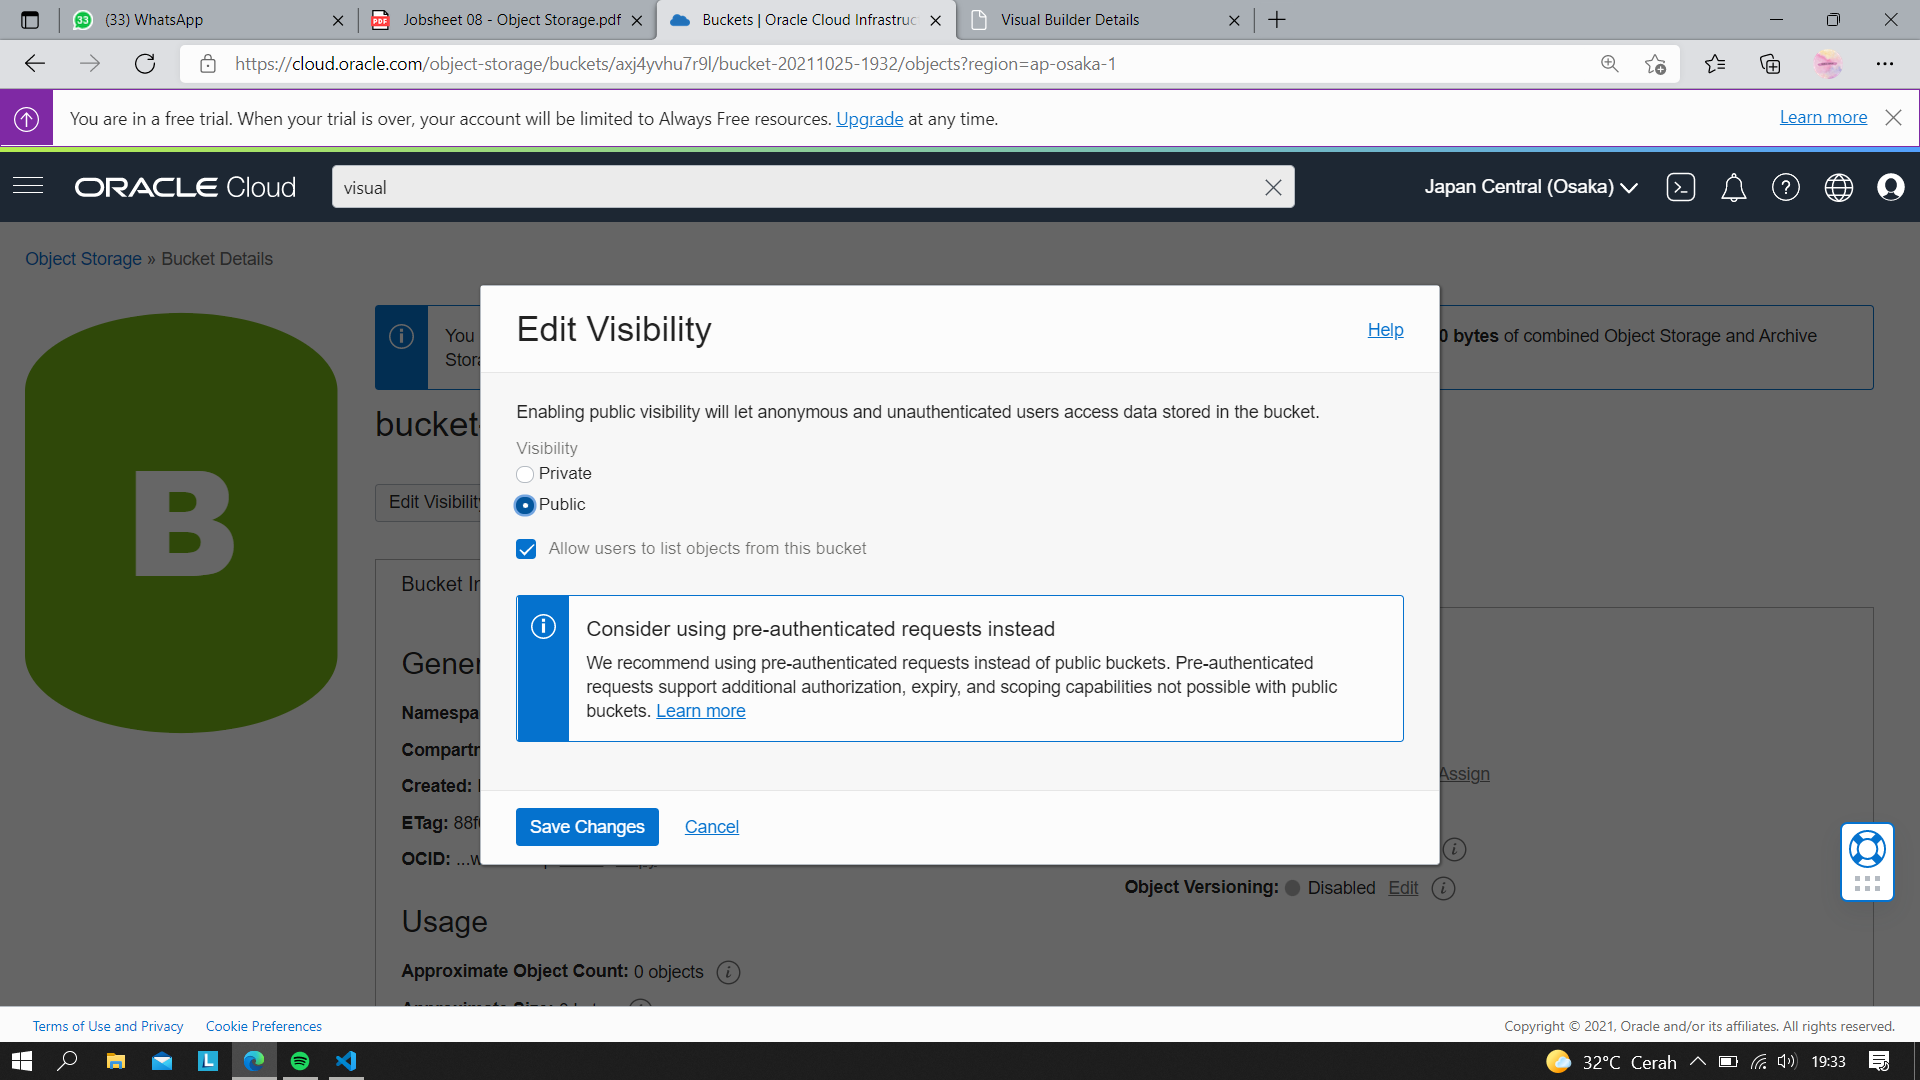 (33) WhatsApp
Jobsheet 08 - Object Storage.pdf
Buckets | Oracle Cloud Infrastruc
Visual Builder Details
https://cloud.oracle.com/object-storage/buckets/axj4yvhu7r9l/bucket-20211025-1932/objects?region=ap-osaka-1
You are in a free trial. When your trial is over, your account will be limited to Always Free resources. Upgrade at any time.
Learn more
ORACLE Cloud
visual
Japan Central (Osaka)
Object Storage » Bucket Details
B
You
Stora
0 bytes of combined Object Storage and Archive
bucket-
Edit Visibility
Bucket In
Gener
Namespa
Compartm
Created:
ETag: 88f
OCID: ...w
Edit Visibility
Help
Enabling public visibility will let anonymous and unauthenticated users access data stored in the bucket.
Visibility
Private
Public
Allow users to list objects from this bucket
Consider using pre-authenticated requests instead
We recommend using pre-authenticated requests instead of public buckets. Pre-authenticated
requests support additional authorization, expiry, and scoping capabilities not possible with public
buckets. Learn more
Save Changes
Cancel
Assign
Object Versioning: Disabled Edit
Usage
Approximate Object Count: 0 objects
Terms of Use and Privacy
Cookie Preferences
Copyright © 2021, Oracle and/or its affiliates. All rights reserved.
32°C Cerah
19:33